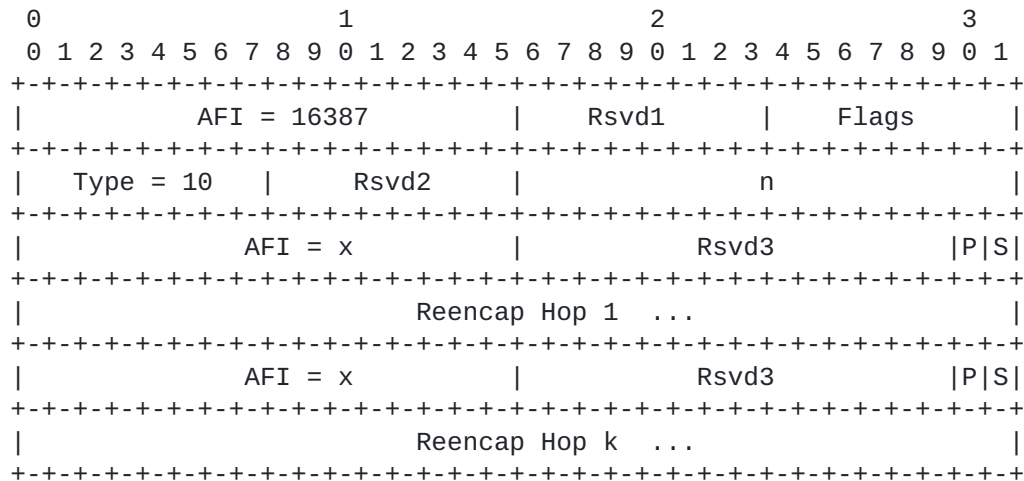 0                   1                   2                   3
 0 1 2 3 4 5 6 7 8 9 0 1 2 3 4 5 6 7 8 9 0 1 2 3 4 5 6 7 8 9 0 1
+-+-+-+-+-+-+-+-+-+-+-+-+-+-+-+-+-+-+-+-+-+-+-+-+-+-+-+-+-+-+-+-+
|           AFI = 16387         |    Rsvd1      |    Flags      |
+-+-+-+-+-+-+-+-+-+-+-+-+-+-+-+-+-+-+-+-+-+-+-+-+-+-+-+-+-+-+-+-+
|   Type = 10   |     Rsvd2     |               n               |
+-+-+-+-+-+-+-+-+-+-+-+-+-+-+-+-+-+-+-+-+-+-+-+-+-+-+-+-+-+-+-+-+
|              AFI = x          |           Rsvd3           |P|S|
+-+-+-+-+-+-+-+-+-+-+-+-+-+-+-+-+-+-+-+-+-+-+-+-+-+-+-+-+-+-+-+-+
|                         Reencap Hop 1  ...                    |
+-+-+-+-+-+-+-+-+-+-+-+-+-+-+-+-+-+-+-+-+-+-+-+-+-+-+-+-+-+-+-+-+
|              AFI = x          |           Rsvd3           |P|S|
+-+-+-+-+-+-+-+-+-+-+-+-+-+-+-+-+-+-+-+-+-+-+-+-+-+-+-+-+-+-+-+-+
|                         Reencap Hop k  ...                    |
+-+-+-+-+-+-+-+-+-+-+-+-+-+-+-+-+-+-+-+-+-+-+-+-+-+-+-+-+-+-+-+-+